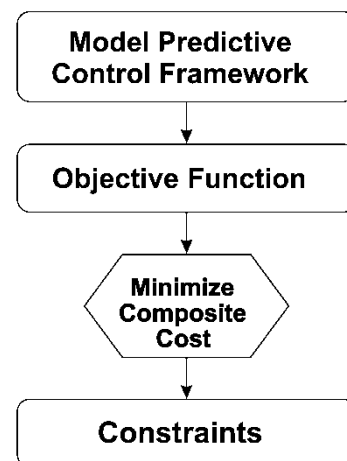 Model Predictive
Control Framework
Objective Function
Minimize
Composite
Cost
Constraints